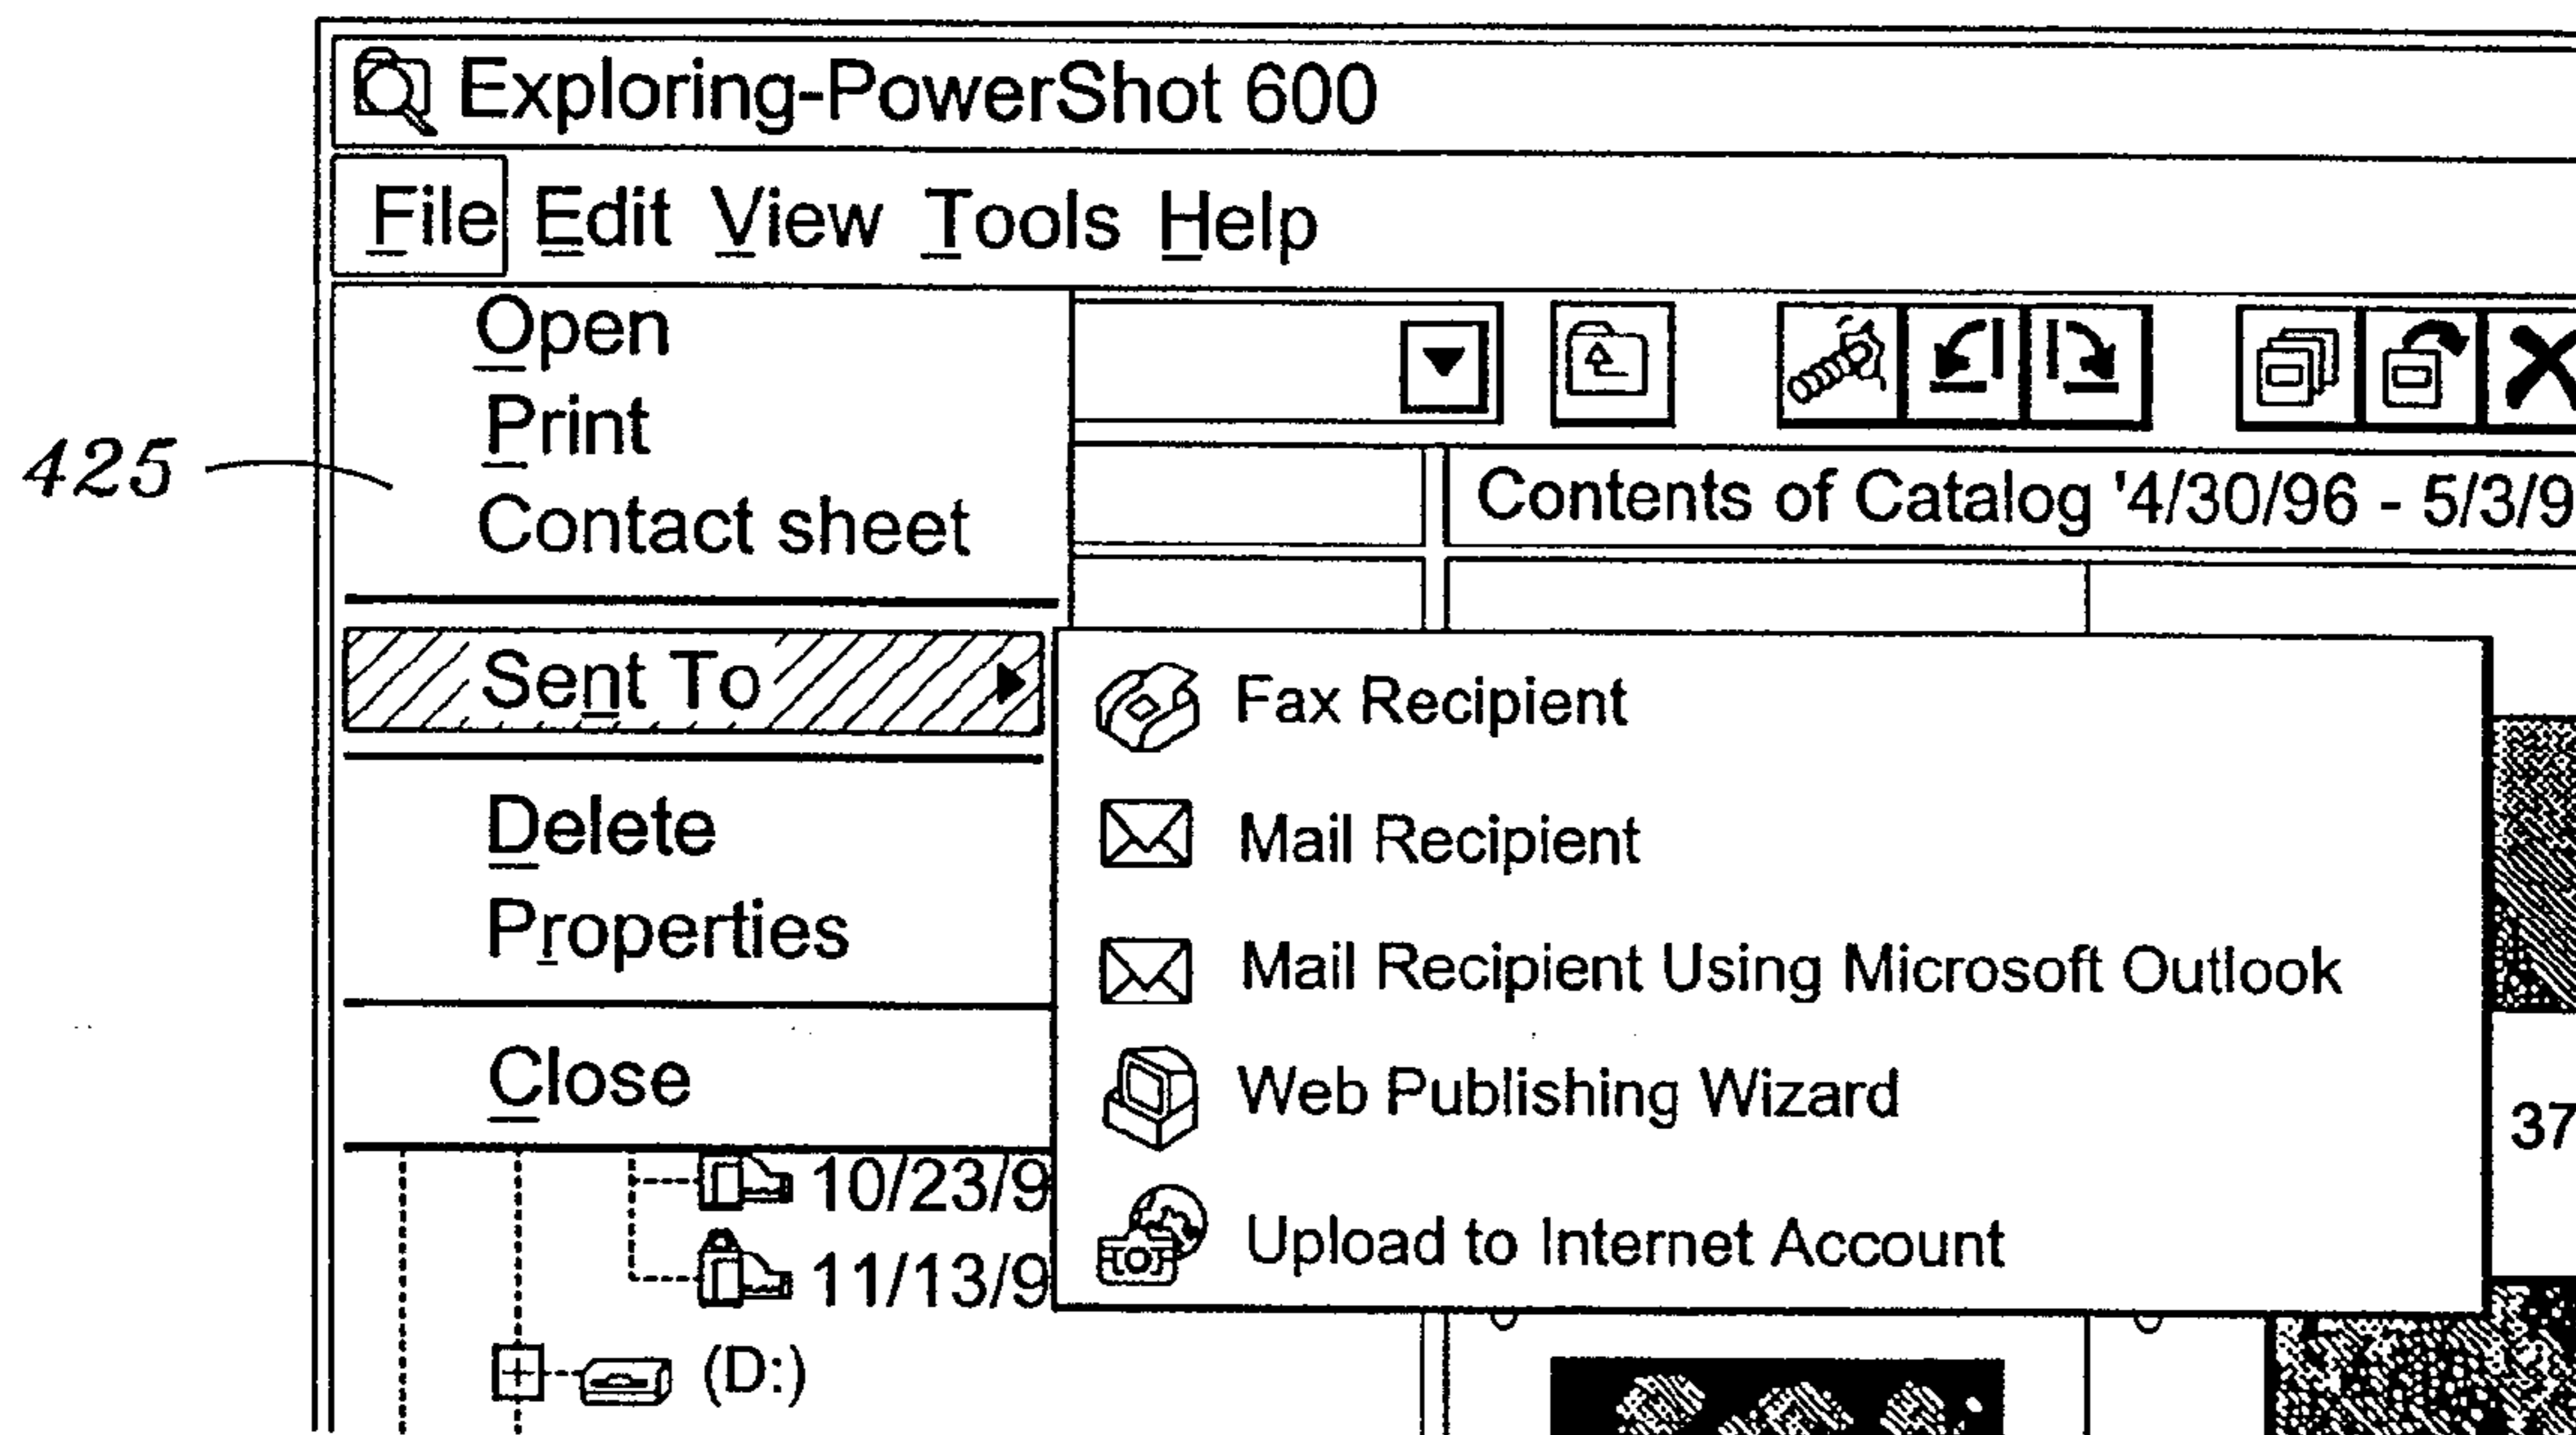 Exploring-PowerShot 600
File Edit View Tools Help
Open
Print
425
Contact sheet
Contents of Catalog '4/30/96 - 5/3/9
Sent To
Fax Recipient
Mail Recipient
Delete
Properties
Mail Recipient Using Microsoft Outlook
Close
Web Publishing Wizard
37
10/23/9
11/13/9
Upload to Internet Account
(D:)